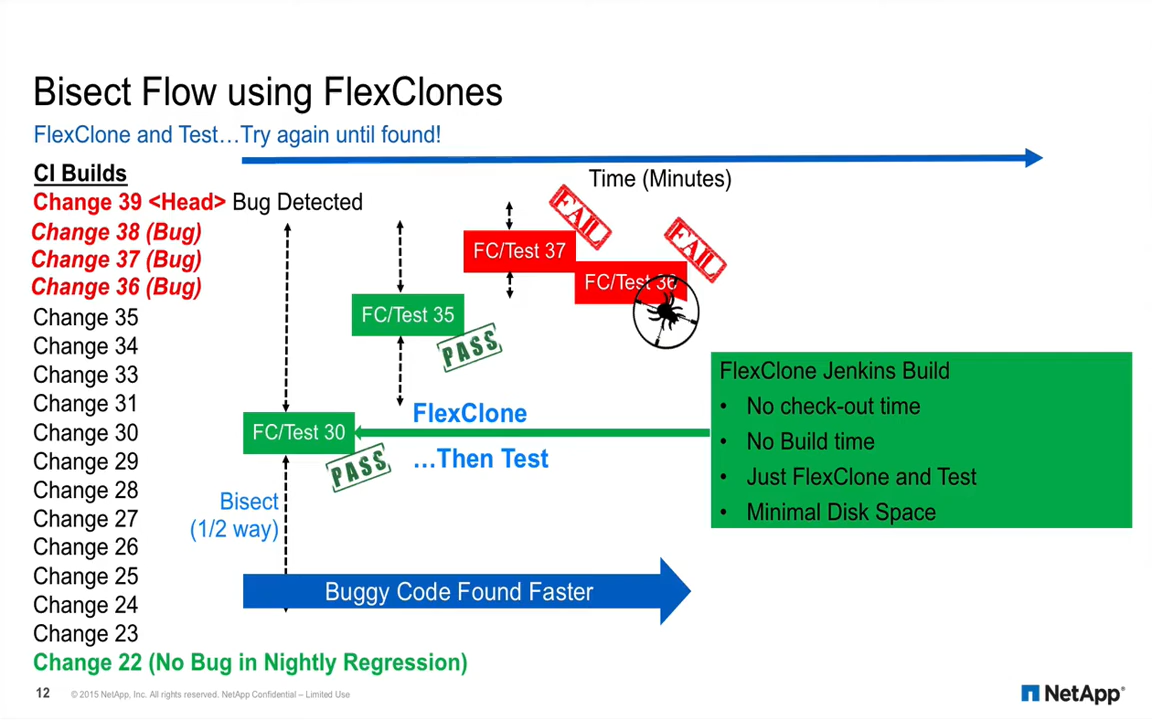 Bisect Flow using FlexClones
FlexClone and Test…Try again until found!
CI Builds
Time (Minutes)
Change 39 <Head> Bug Detected
Change 38 (Bug)
Change 37 (Bug)
Change 36 (Bug)
Change 35
Change 34
Change 33
Change 31
Change 30
Change 29
Change 28
Change 27
Change 26
Change 25
Change 24
Change 23
Change 22 (No Bug in Nightly Regression)
FAIL
FC/Test 37
FAIL
FC/Test 36
FC/Test 35
PASS
FC/Test 30
PASS
FlexClone
…Then Test
Bisect
(1/2 way)
FlexClone Jenkins Build
• No check-out time
• No Build time
• Just FlexClone and Test
• Minimal Disk Space
Buggy Code Found Faster
12 © 2015 NetApp, Inc. All rights reserved. NetApp Confidential – Limited Use
NetApp®